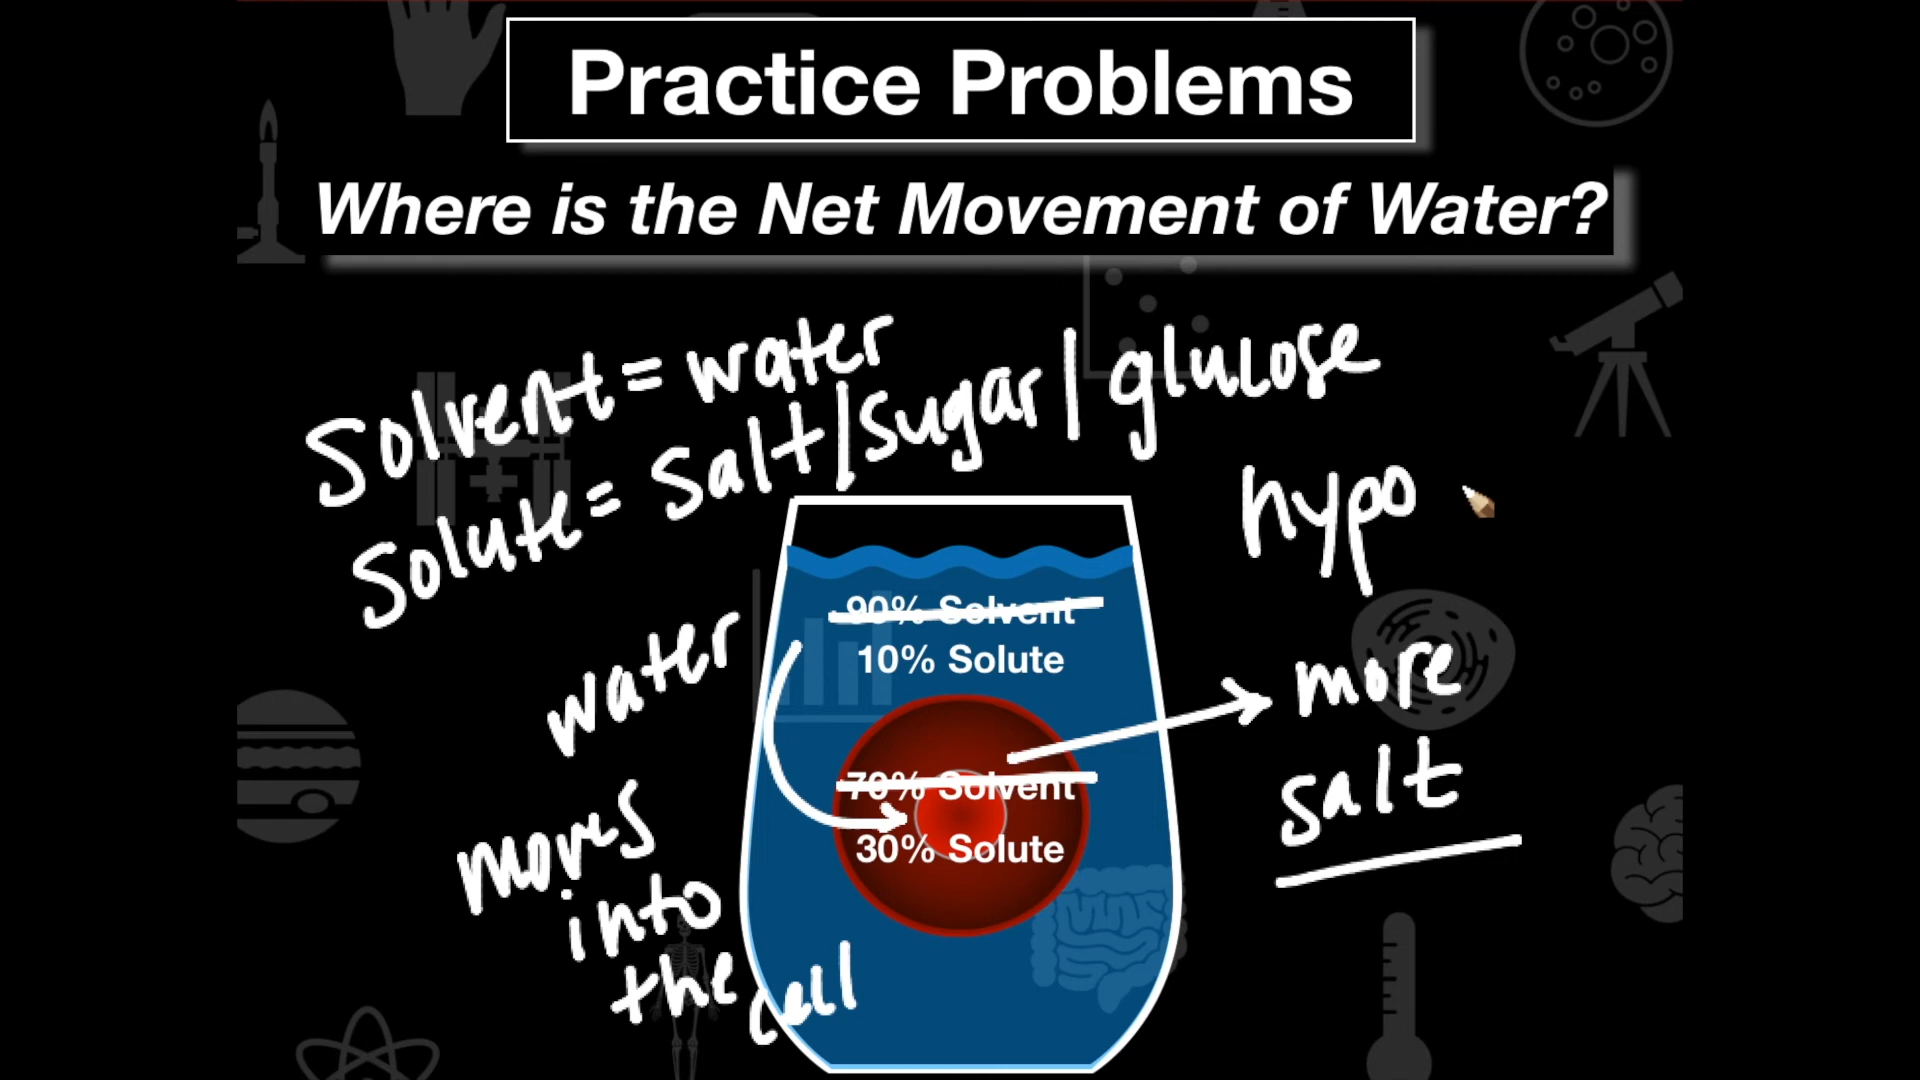 Practice Problems
Where is the Net Movement of Water?
Solvent = water
Solute = Salt/Sugar/glucose
hypo
90% Solvent
10% Solute
water
moves
into
the cell
70% Solvent
30% Solute
more
salt